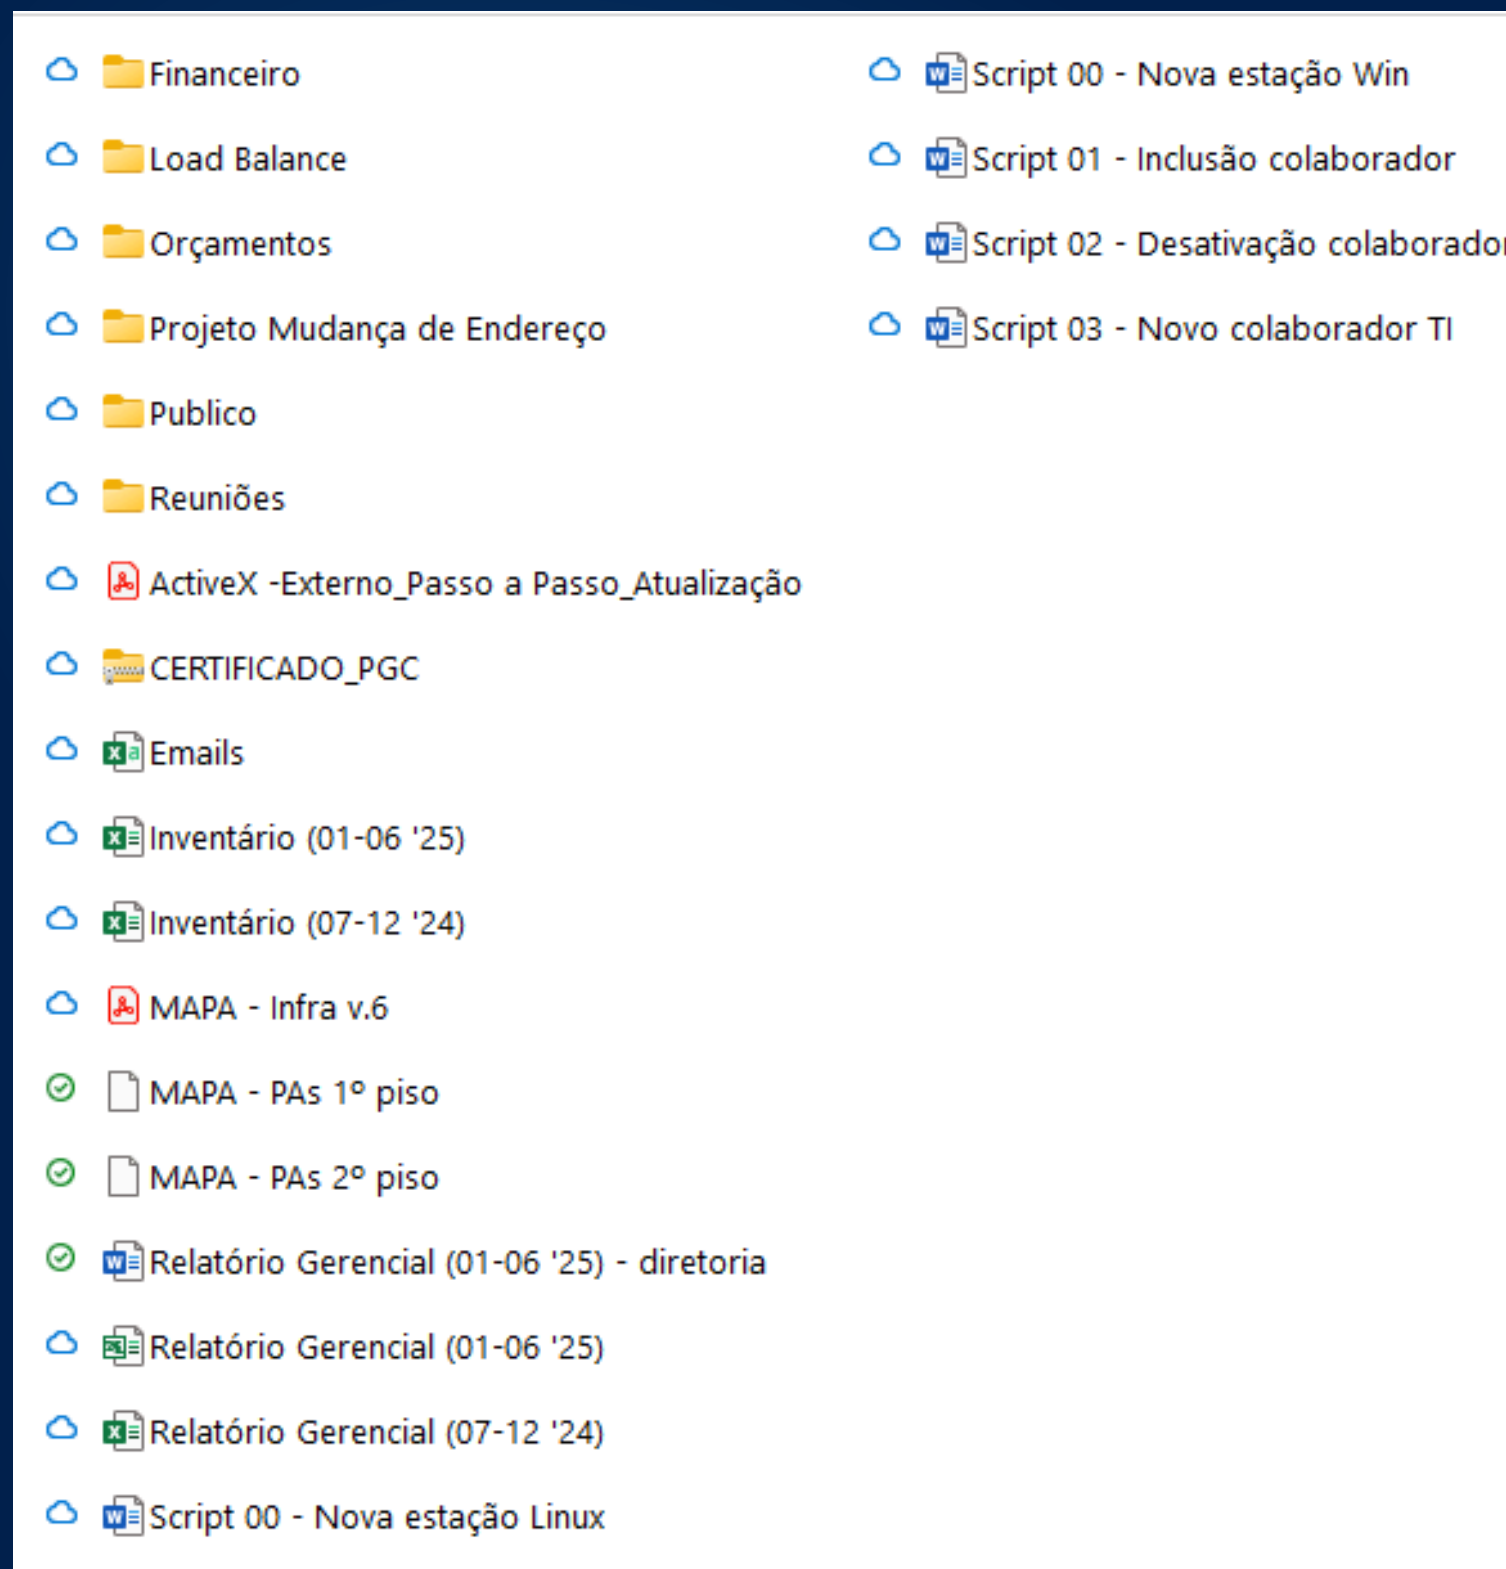 Financeiro
Load Balance
Orçamentos
Projeto Mudança de Endereço
Publico
Reuniões
ActiveX -Externo_Passo a Passo_Atualização
CERTIFICADO_PGC
Emails
Inventário (01-06 '25)
Inventário (07-12 '24)
MAPA - Infra v.6
MAPA - PAs 1º piso
MAPA - PAs 2º piso
Relatório Gerencial (01-06 '25) - diretoria
Relatório Gerencial (01-06 '25)
Relatório Gerencial (07-12 '24)
Script 00 - Nova estação Linux
Script 00 - Nova estação Win
Script 01 - Inclusão colaborador
Script 02 - Desativação colaborador
Script 03 - Novo colaborador TI